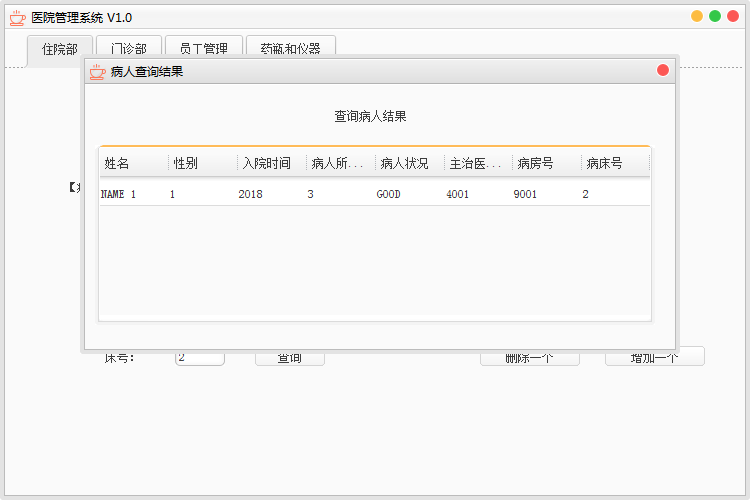 医院管理系统 V1.0
住院部 门诊部 员工管理 药瓶和仪器
病人查询结果
查询病人结果
姓名 性别 入院时间 病人所... 病人状况 主治医... 病房号 病床号
NAME 1 1 2018 3 GOOD 4001 9001 2
床号: 2 查询 删除一个 增加一个